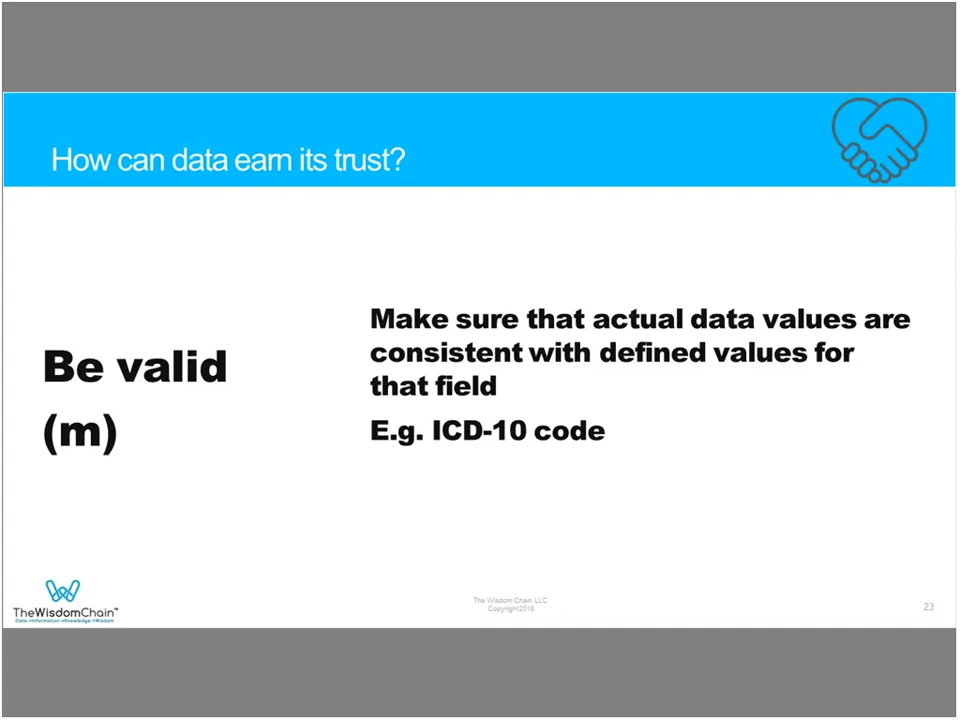 How can data earn its trust?
Be valid
(m)
Make sure that actual data values are
consistent with defined values for
that field
E.g. ICD-10 code
TheWisdomChain™
Data->Information->Knowledge->Wisdom
The Wisdom Chain, LLC
Copyright2016
23